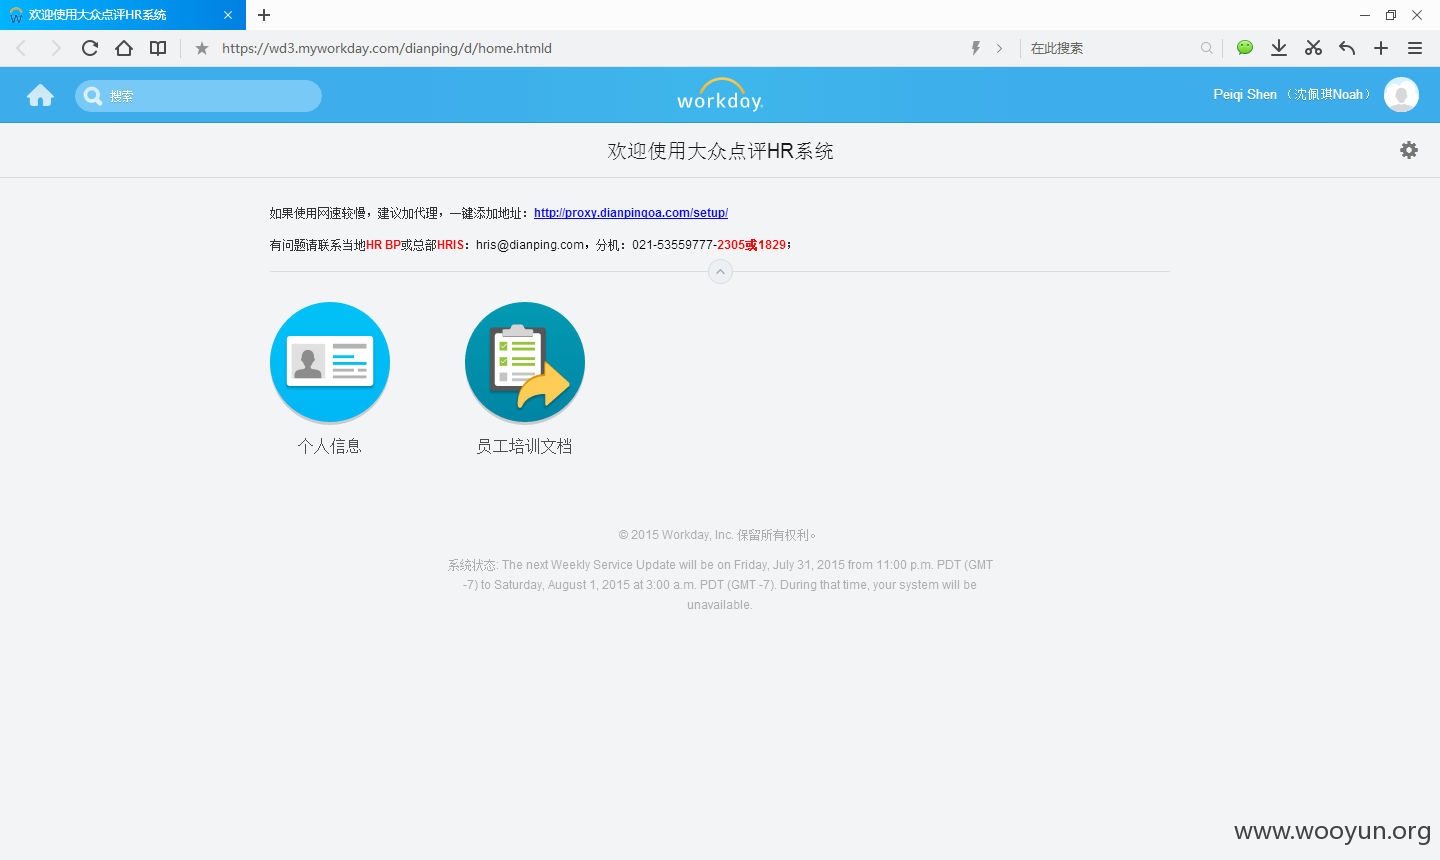 欢迎使用大众点评HR系统
https://wd3.myworkday.com/dianping/d/home.htmld
在此搜索
搜索
workday.
Peiqi Shen （沈佩琪Noah）
欢迎使用大众点评HR系统
如果使用网速较慢，建议加代理，一键添加地址：http://proxy.dianpingoa.com/setup/
有问题请联系当地HR BP或总部HRIS：hris@dianping.com，分机：021-53559777-2305或1829；
个人信息
员工培训文档
© 2015 Workday, Inc. 保留所有权利。
系统状态: The next Weekly Service Update will be on Friday, July 31, 2015 from 11:00 p.m. PDT (GMT
-7) to Saturday, August 1, 2015 at 3:00 a.m. PDT (GMT -7). During that time, your system will be
unavailable.
www.wooyun.org